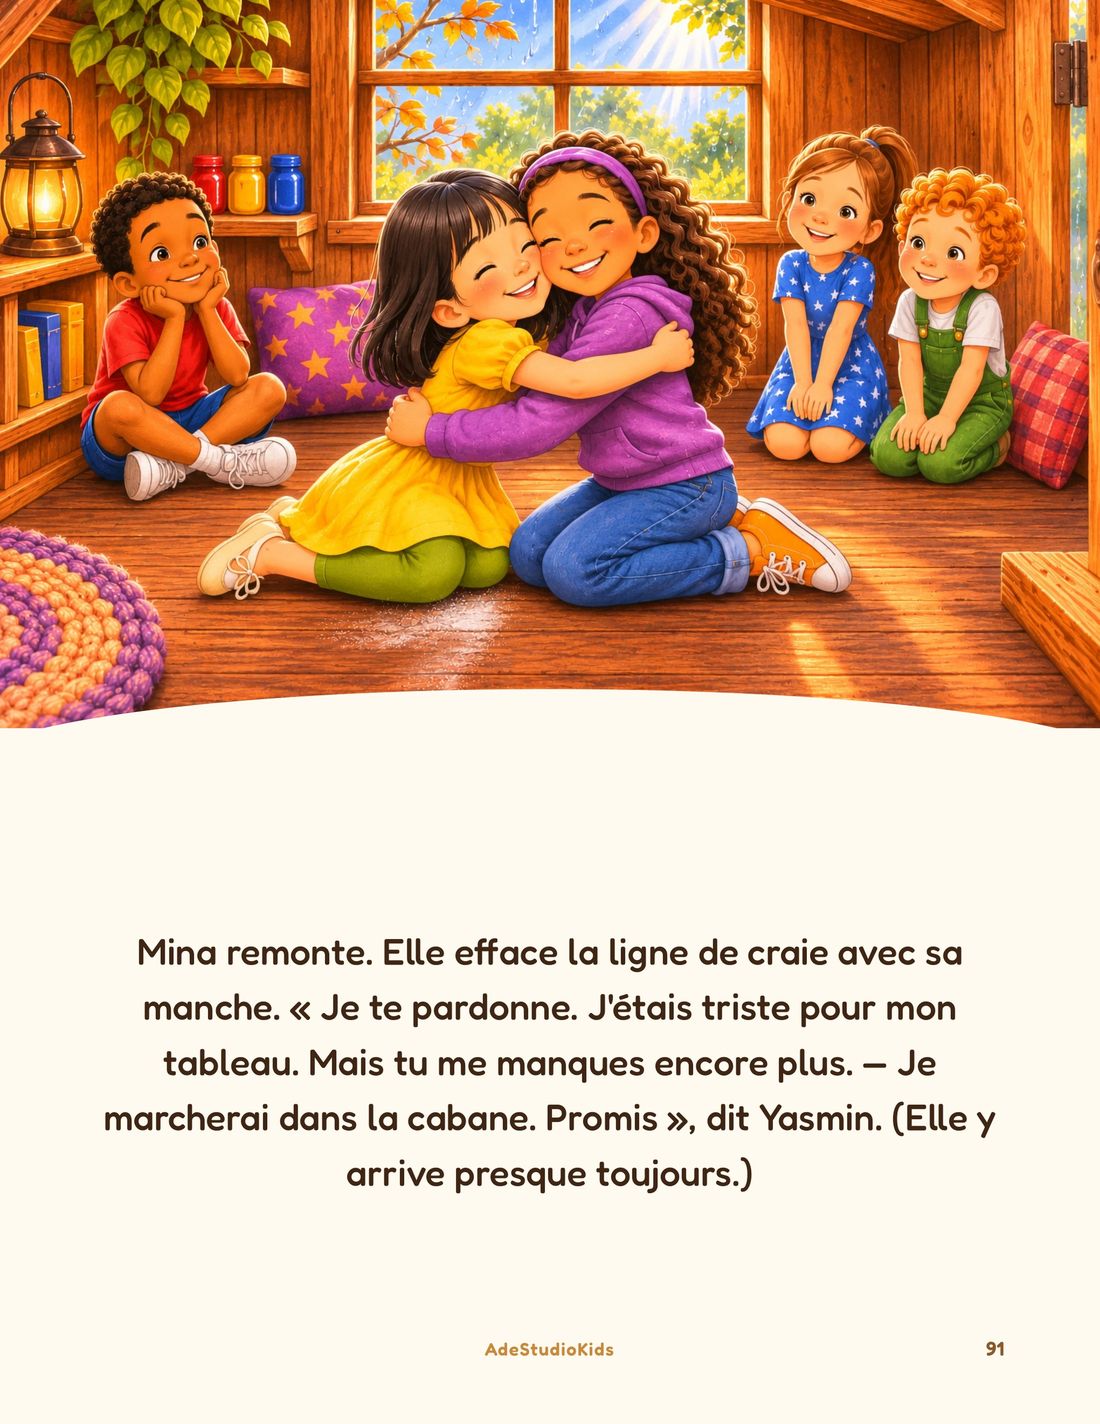 Mina remonte. Elle efface la ligne de craie avec sa
manche. « Je te pardonne. J'étais triste pour mon
tableau. Mais tu me manques encore plus. — Je
marcherai dans la cabane. Promis », dit Yasmin. (Elle y
arrive presque toujours.)
AdeStudioKids
91